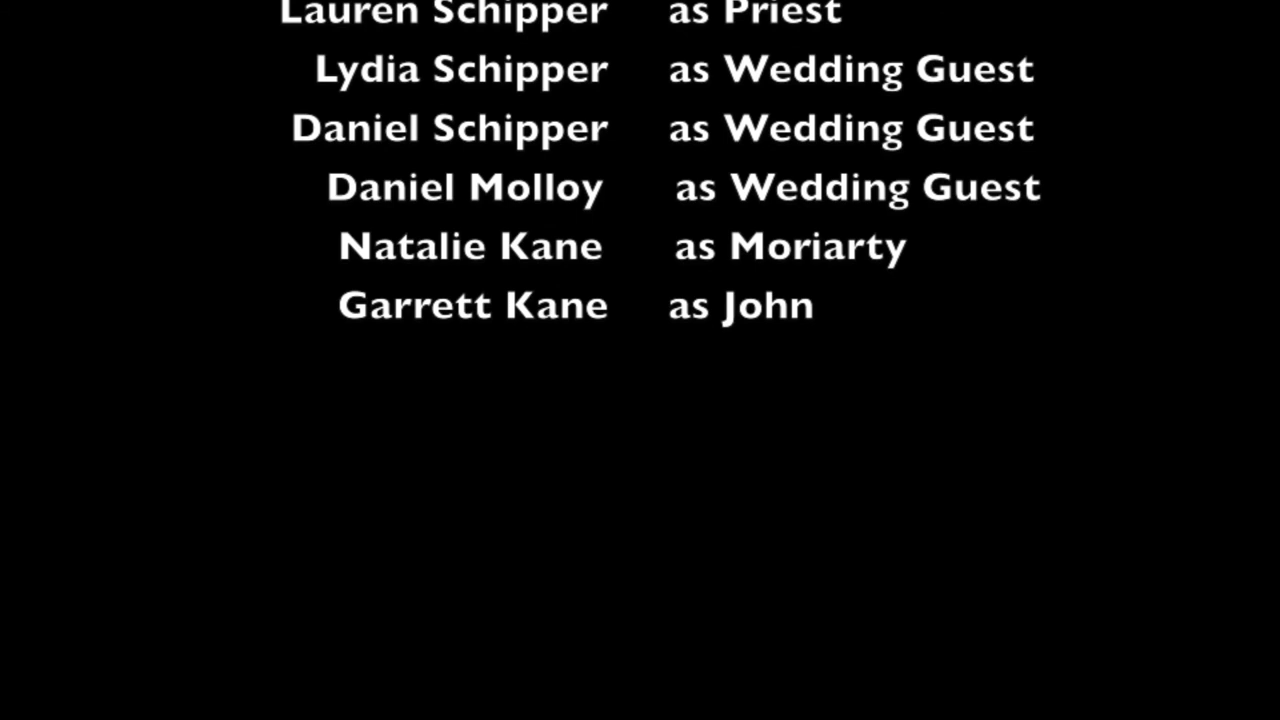 Lauren Schipper as Priest
Lydia Schipper as Wedding Guest
Daniel Schipper as Wedding Guest
Daniel Molloy as Wedding Guest
Natalie Kane as Moriarty
Garrett Kane as John